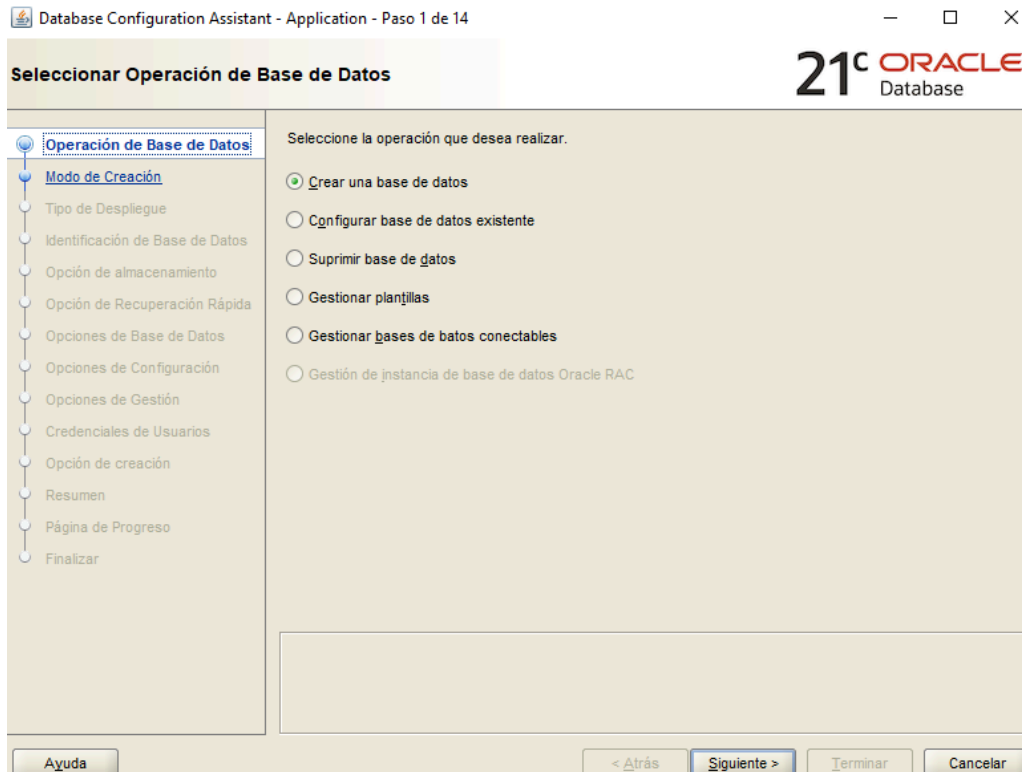 Database Configuration Assistant - Application - Paso 1 de 14
Seleccionar Operación de Base de Datos
21c ORACLE
Database
Operación de Base de Datos
Modo de Creación
Tipo de Despliegue
Identificación de Base de Datos
Opción de almacenamiento
Opción de Recuperación Rápida
Opciones de Base de Datos
Opciones de Configuración
Opciones de Gestión
Credenciales de Usuarios
Opción de creación
Resumen
Página de Progreso
Finalizar
Seleccione la operación que desea realizar.
Crear una base de datos
Configurar base de datos existente
Suprimir base de datos
Gestionar plantillas
Gestionar bases de batos conectables
Gestión de instancia de base de datos Oracle RAC
Ayuda
< Atrás
Siguiente >
Terminar
Cancelar